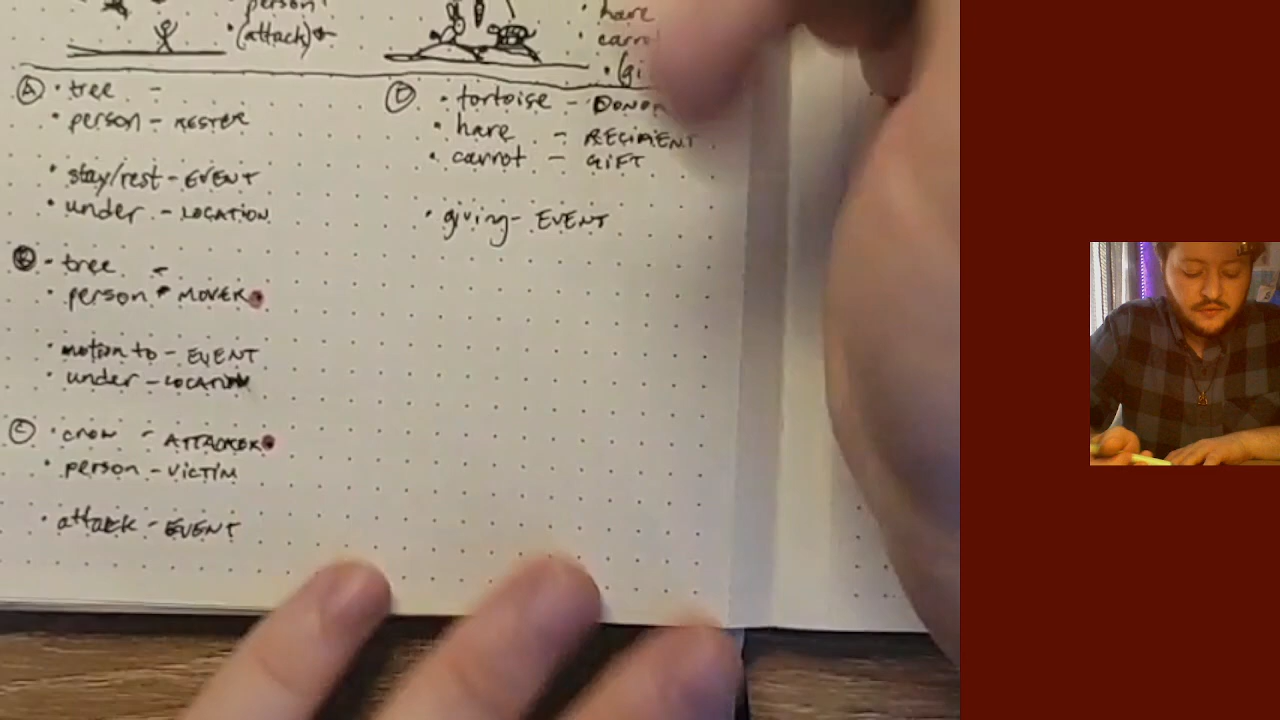 person
(attack)
hare
Ⓐ • tree -
• person - RESTER
• stay/rest - EVENT
• under - LOCATION
Ⓑ - tree -
• person - MOVER
• motion to - EVENT
• under - LOCATION
Ⓒ • crow - ATTACKER
• person - VICTIM
• attack - EVENT
Ⓓ • tortoise -
• hare - RECIPIENT
• carrot - GIFT
• giving - EVENT